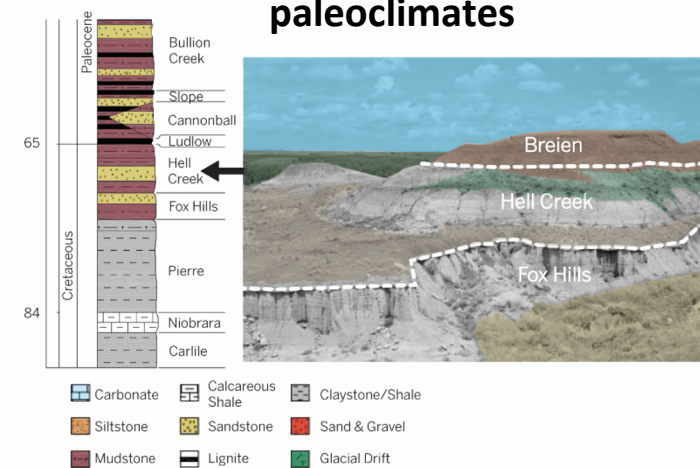 paleoclimates
Paleocene
Bullion
Creek
Slope
Cannonball
65
Ludlow
Hell
Creek
Fox Hills
Cretaceous
Pierre
84
Niobrara
Carlile
Breien
Hell Creek
Fox Hills
Carbonate
Calcareous
Shale
Claystone/Shale
Siltstone
Sandstone
Sand & Gravel
Mudstone
Lignite
Glacial Drift